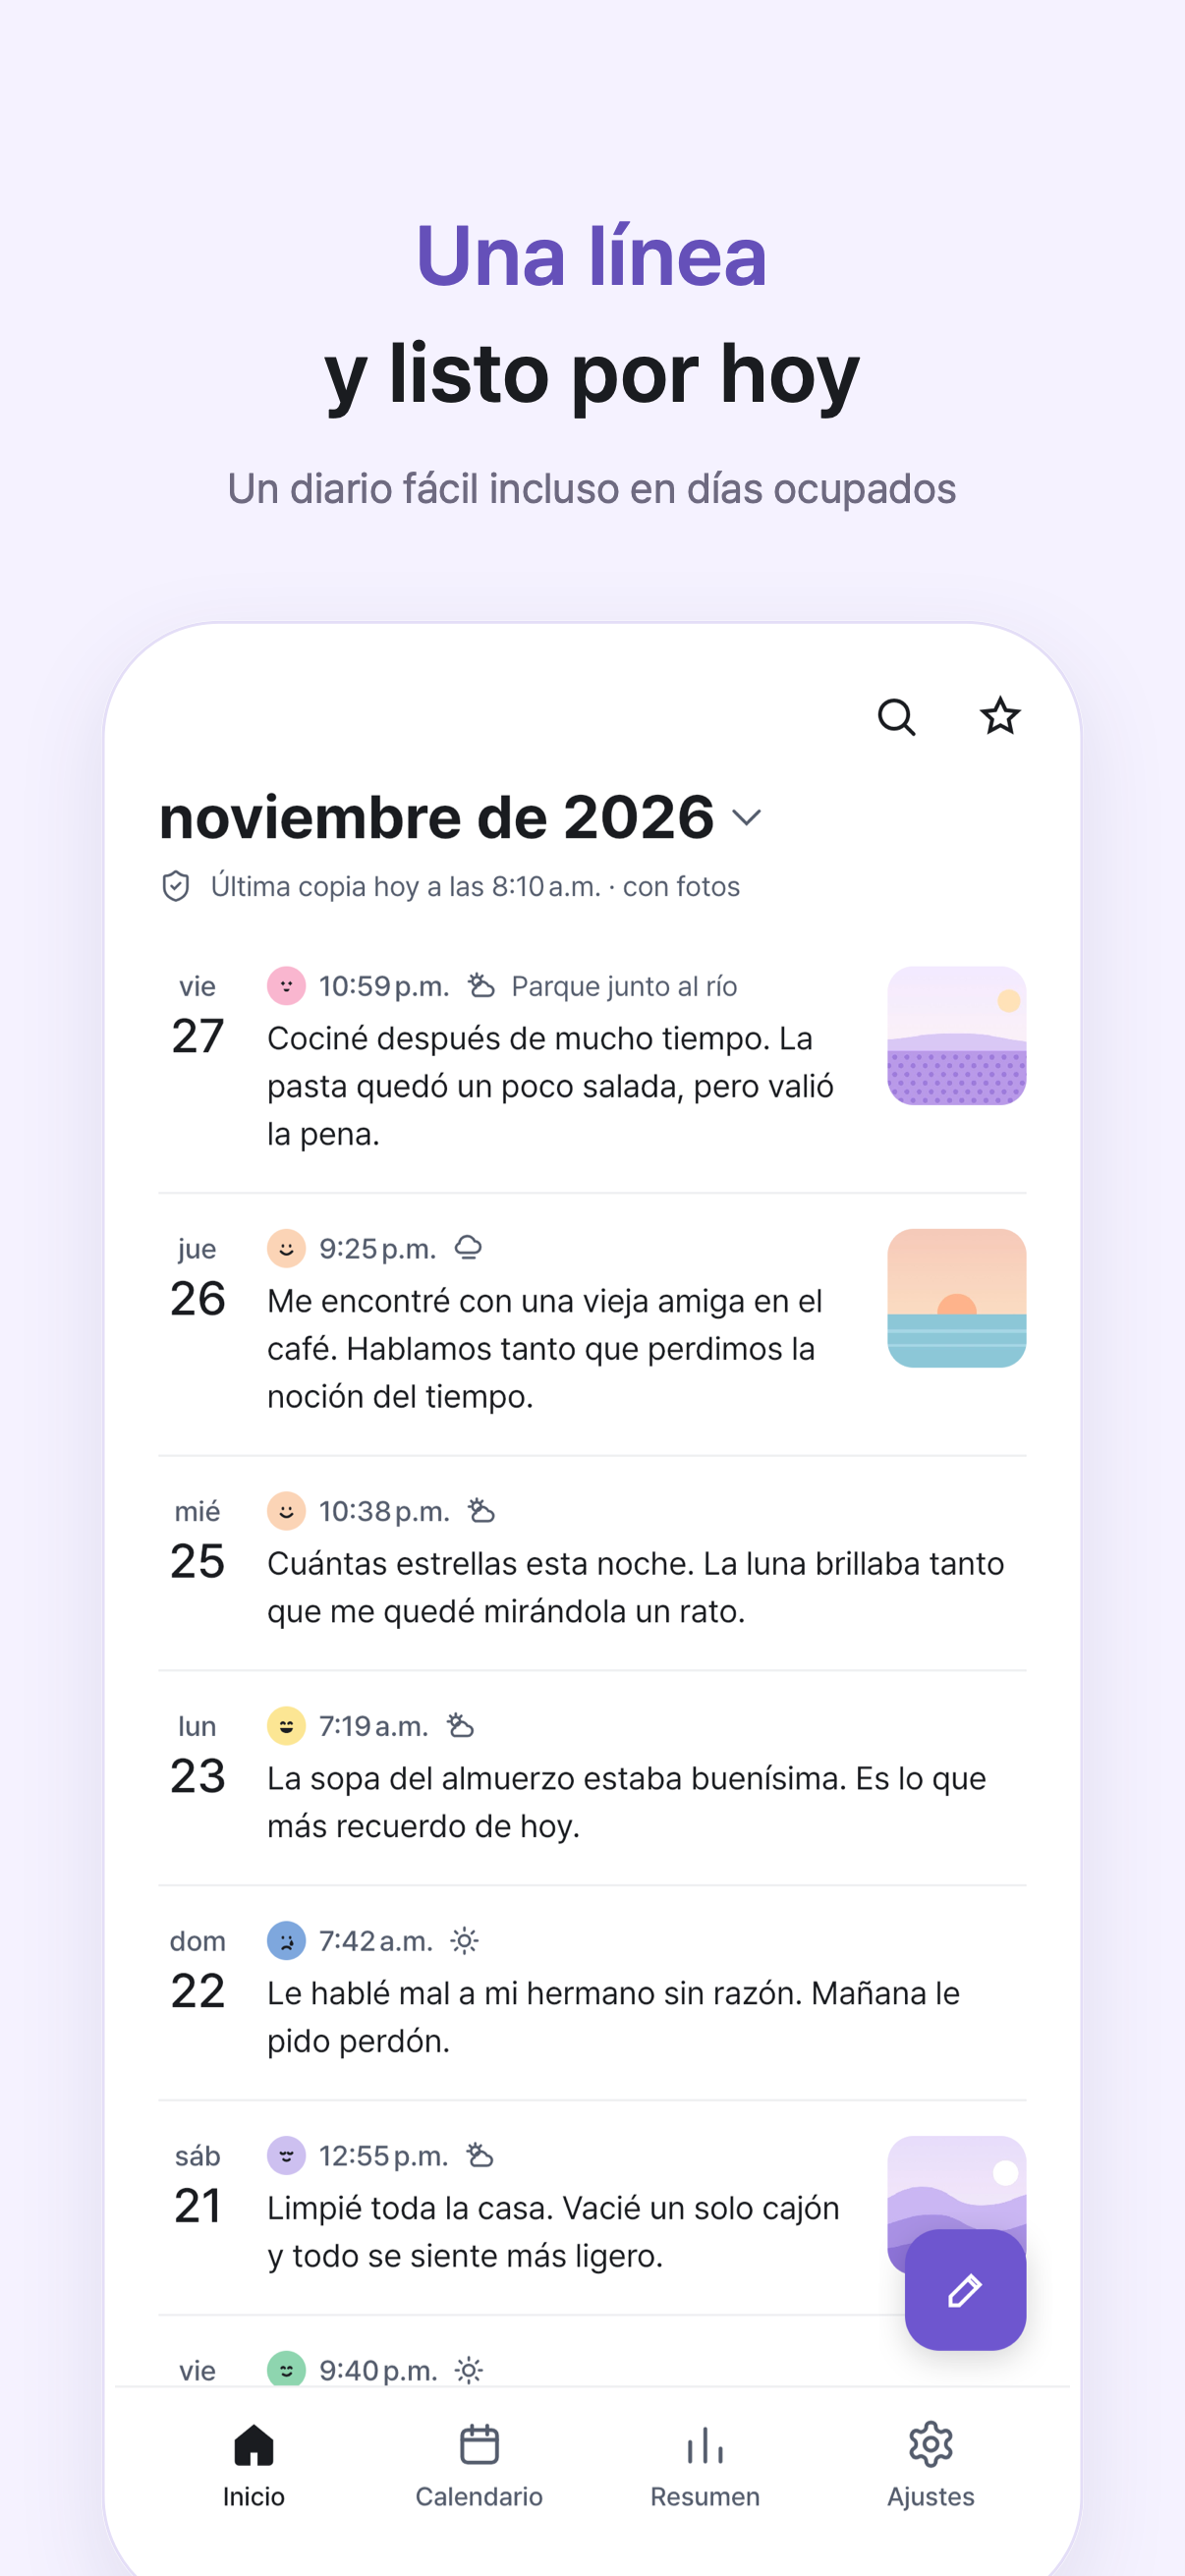 Una línea
y listo por hoy
Un diario fácil incluso en días ocupados
noviembre de 2026
Última copia hoy a las 8:10 a.m. · con fotos
vie
27
10:59 p.m. Parque junto al río
Cociné después de mucho tiempo. La
pasta quedó un poco salada, pero valió
la pena.
jue
26
9:25 p.m.
Me encontré con una vieja amiga en el
café. Hablamos tanto que perdimos la
noción del tiempo.
mié
25
10:38 p.m.
Cuántas estrellas esta noche. La luna brillaba tanto
que me quedé mirándola un rato.
lun
23
7:19 a.m.
La sopa del almuerzo estaba buenísima. Es lo que
más recuerdo de hoy.
dom
22
7:42 a.m.
Le hablé mal a mi hermano sin razón. Mañana le
pido perdón.
sáb
21
12:55 p.m.
Limpié toda la casa. Vacié un solo cajón
y todo se siente más ligero.
vie
9:40 p.m.
Inicio
Calendario
Resumen
Ajustes